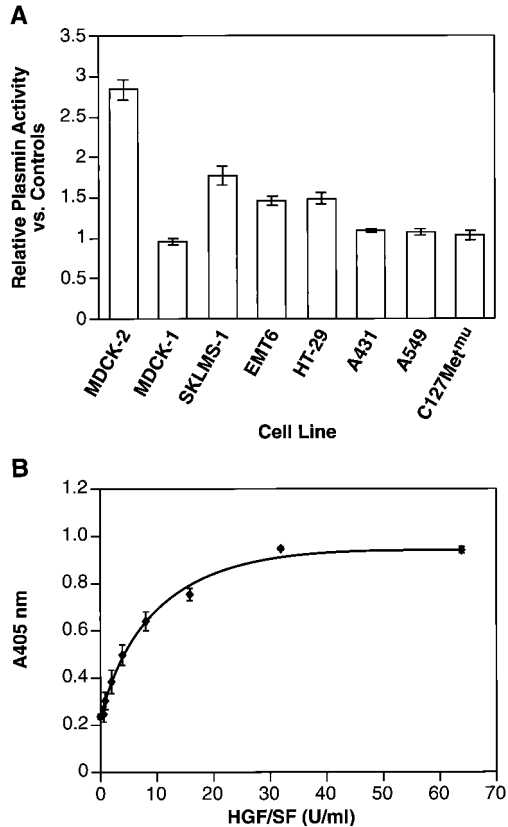 A
Relative Plasmin Activity
vs. Controls
3.5
3
2.5
2
1.5
1
0.5
0
MDCK-2
MDCK-1
SKLMS-1
EMT6
HT-29
A431
A549
C127Metᵐᵘ
Cell Line
B
A405 nm
1.2
1.0
0.8
0.6
0.4
0.2
0
0 10 20 30 40 50 60 70
HGF/SF (U/ml)